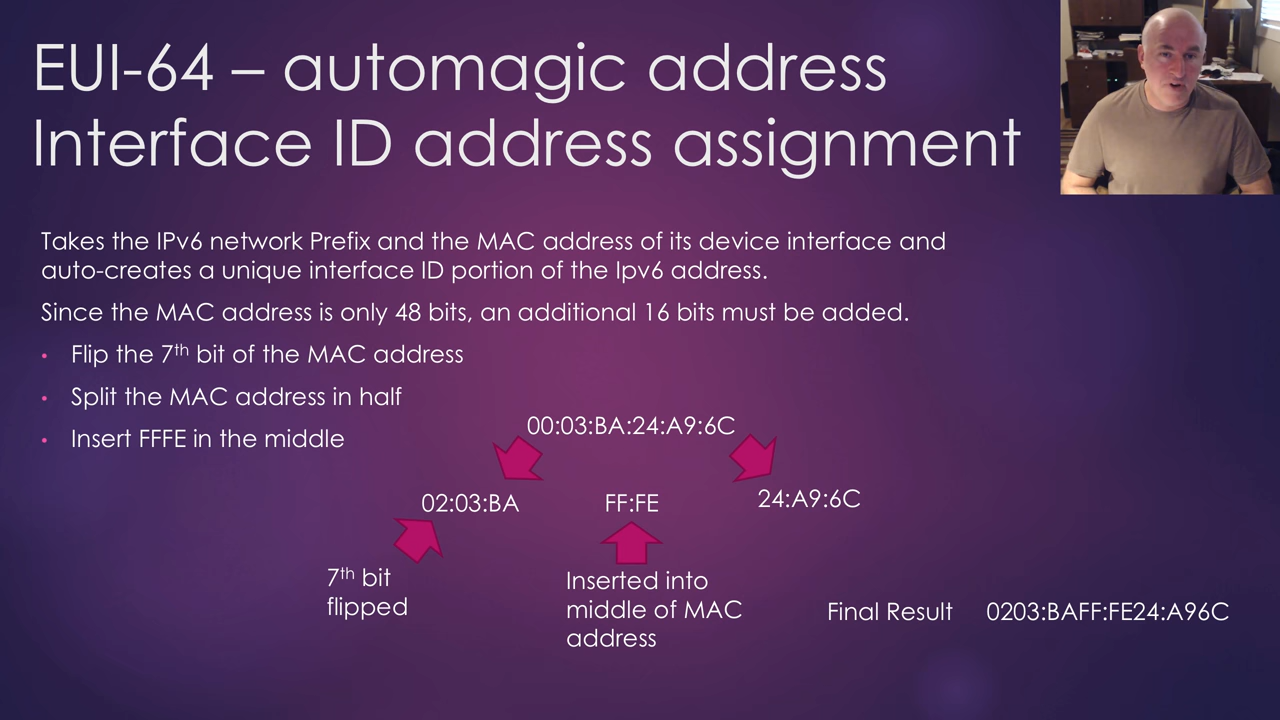 EUI-64 – automagic address
Interface ID address assignment
Takes the IPv6 network Prefix and the MAC address of its device interface and
auto-creates a unique interface ID portion of the Ipv6 address.
Since the MAC address is only 48 bits, an additional 16 bits must be added.
• Flip the 7th bit of the MAC address
• Split the MAC address in half
• Insert FFFE in the middle
00:03:BA:24:A9:6C
02:03:BA
FF:FE
24:A9:6C
7th bit
flipped
Inserted into
middle of MAC
address
Final Result
0203:BAFF:FE24:A96C